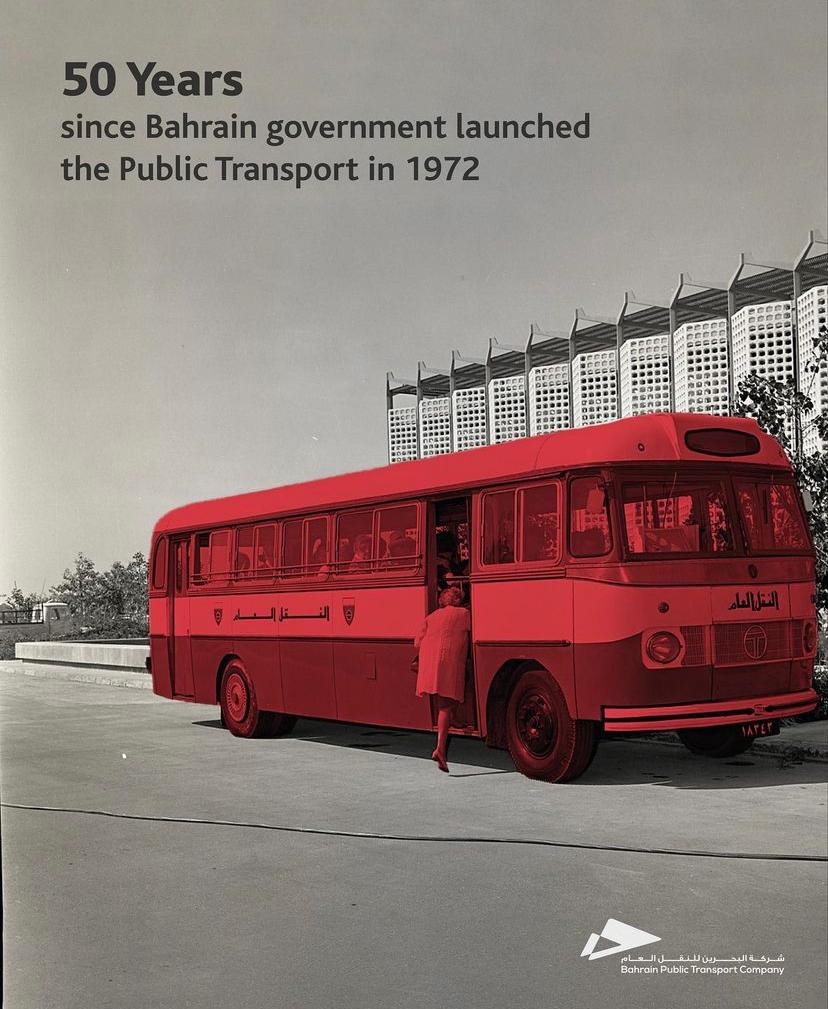 50 Years
since Bahrain government launched
the Public Transport in 1972
النقل العام
النقل العام
١٨٣٤٣
شركة البحرين للنقل العام
Bahrain Public Transport Company